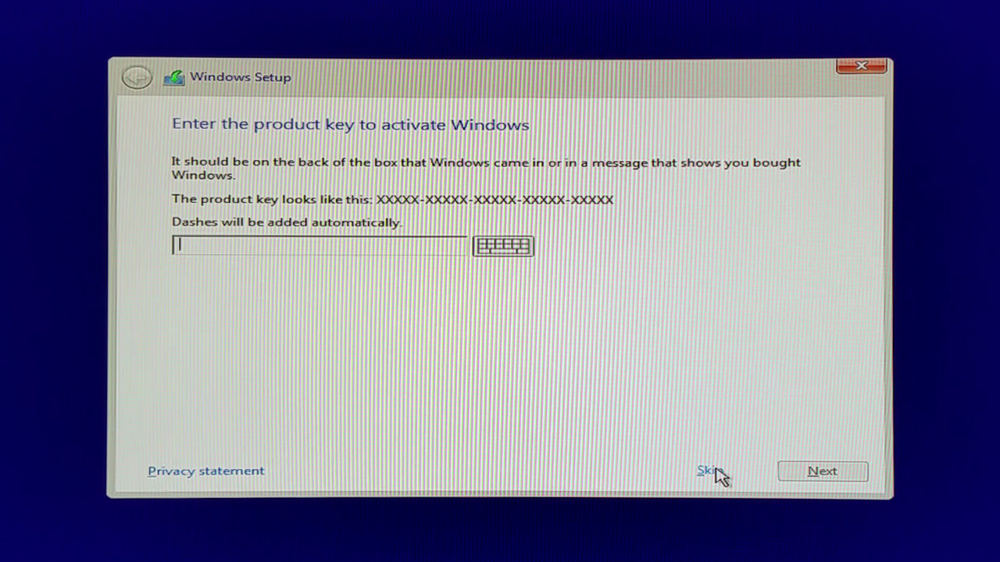 Windows Setup
Enter the product key to activate Windows
It should be on the back of the box that Windows came in or in a message that shows you bought
Windows.
The product key looks like this: XXXXX-XXXXX-XXXXX-XXXXX-XXXXX
Dashes will be added automatically.
Privacy statement
Skip
Next